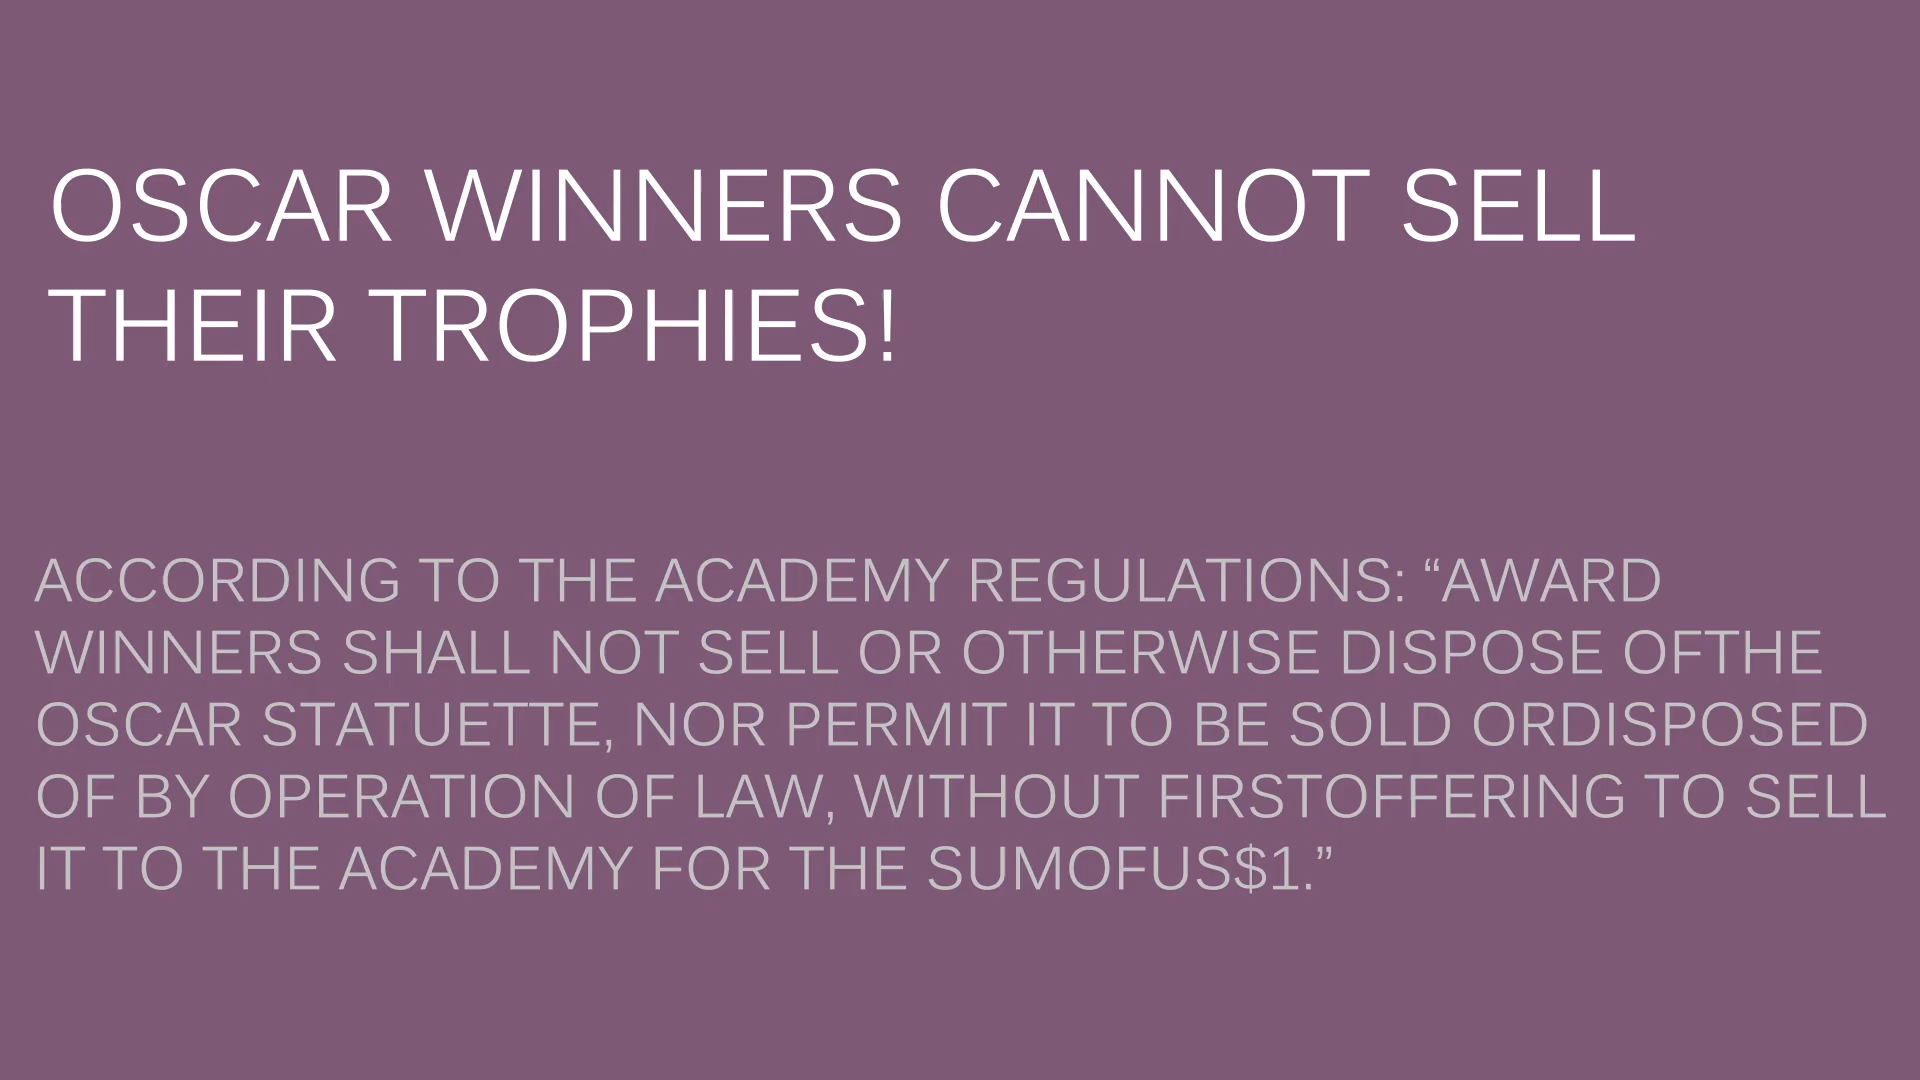 OSCAR WINNERS CANNOT SELL
THEIR TROPHIES!
ACCORDING TO THE ACADEMY REGULATIONS: “AWARD
WINNERS SHALL NOT SELL OR OTHERWISE DISPOSE OFTHE
OSCAR STATUETTE, NOR PERMIT IT TO BE SOLD ORDISPOSED
OF BY OPERATION OF LAW, WITHOUT FIRSTOFFERING TO SELL
IT TO THE ACADEMY FOR THE SUMOFUS$1.”